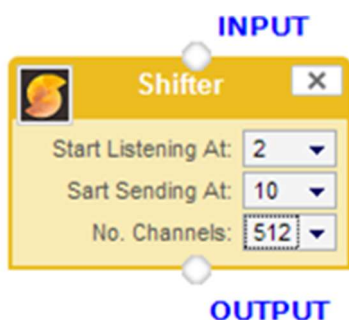 INPUT
Shifter
Start Listening At: 2
Sart Sending At: 10
No. Channels: 512
OUTPUT